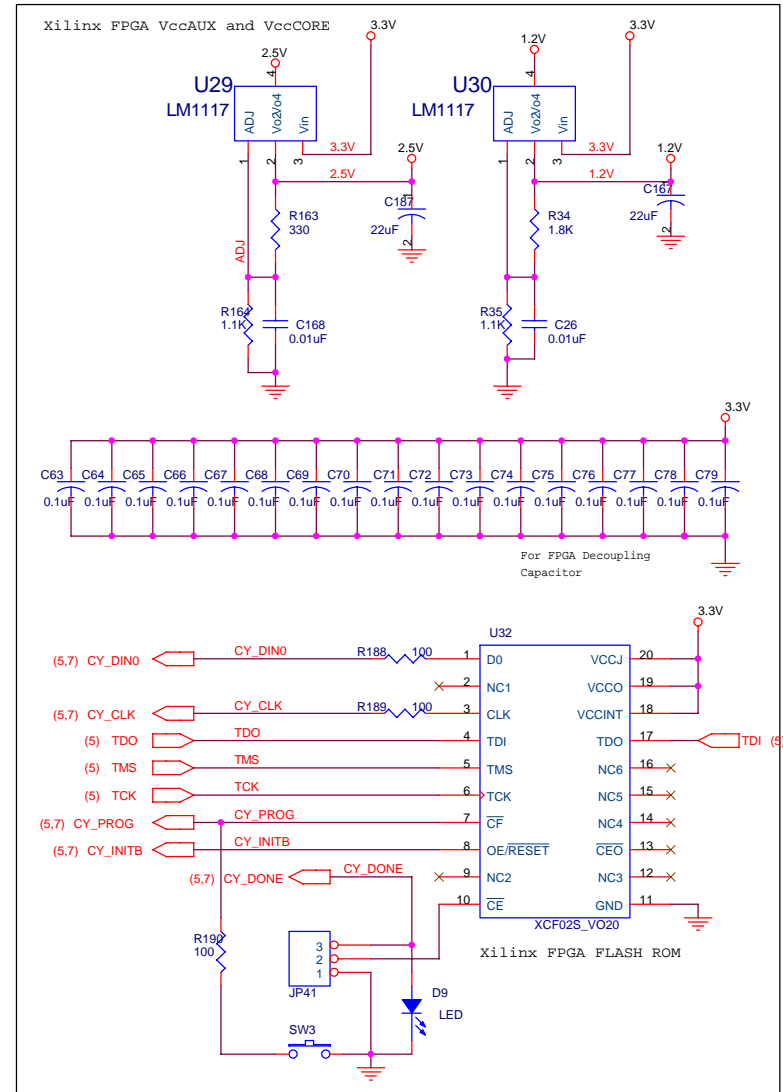 Xilinx FPGA VccAUX and VccCORE
3.3V
3.3V
2.5V
1.2V
U29
LM1117
4
ADJ
Vo2
Vo4
Vin
1
2
3
3.3V
2.5V
2.5V
U30
LM1117
4
ADJ
Vo2
Vo4
Vin
1
2
3
3.3V
1.2V
1.2V
R163
330
1
C187
22uF
2
R34
1.8K
1
C167
22uF
2
ADJ
R164
1.1K
C168
0.01uF
R35
1.1K
C26
0.01uF
3.3V
C63 C64 C65 C66 C67 C68 C69 C70 C71 C72 C73 C74 C75 C76 C77 C78 C79
0.1uF 0.1uF 0.1uF 0.1uF 0.1uF 0.1uF 0.1uF 0.1uF 0.1uF 0.1uF 0.1uF 0.1uF 0.1uF 0.1uF 0.1uF 0.1uF 0.1uF
For FPGA Decoupling
Capacitor
3.3V
U32
(5,7) CY_DIN0 CY_DIN0 R188 100 1 D0 VCCJ 20
2 NC1 VCCO 19
(5,7) CY_CLK CY_CLK R189 100 3 CLK VCCINT 18
(5) TDO TDO 4 TDI TDO 17 TDI (5)
(5) TMS TMS 5 TMS NC6 16
(5) TCK TCK 6 TCK NC5 15
(5,7) CY_PROG CY_PROG 7 CF NC4 14
(5,7) CY_INITB CY_INITB 8 OE/RESET CEO 13
(5,7) CY_DONE CY_DONE 9 NC2 NC3 12
10 CE GND 11
XCF02S_VO20
Xilinx FPGA FLASH ROM
R190
100
3
2
1
JP41
D9
LED
SW3